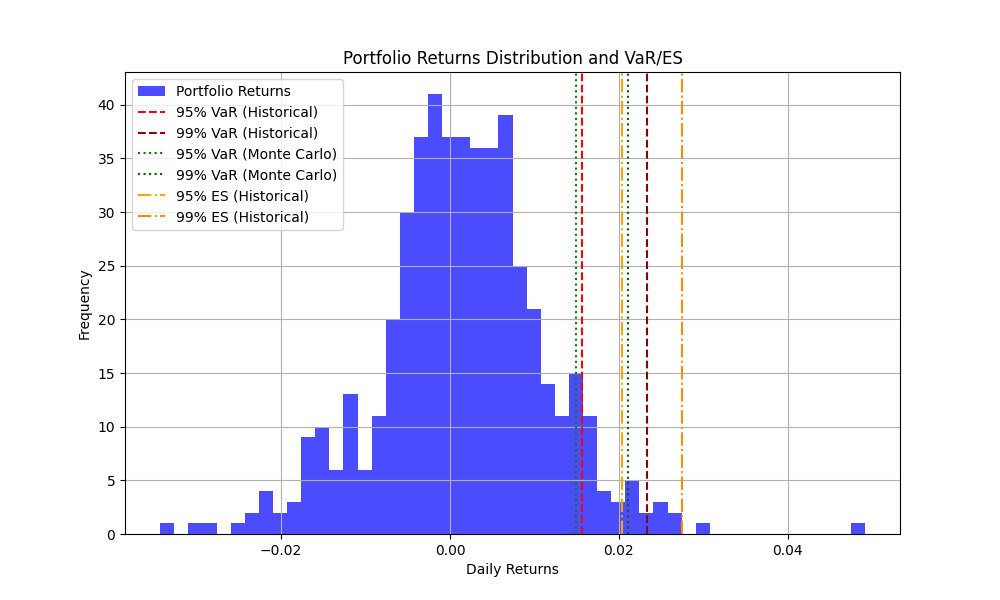 Portfolio Returns Distribution and VaR/ES
Portfolio Returns
95% VaR (Historical)
99% VaR (Historical)
95% VaR (Monte Carlo)
99% VaR (Monte Carlo)
95% ES (Historical)
99% ES (Historical)
Frequency
40
35
30
25
20
15
10
5
0
−0.02
0.00
0.02
0.04
Daily Returns